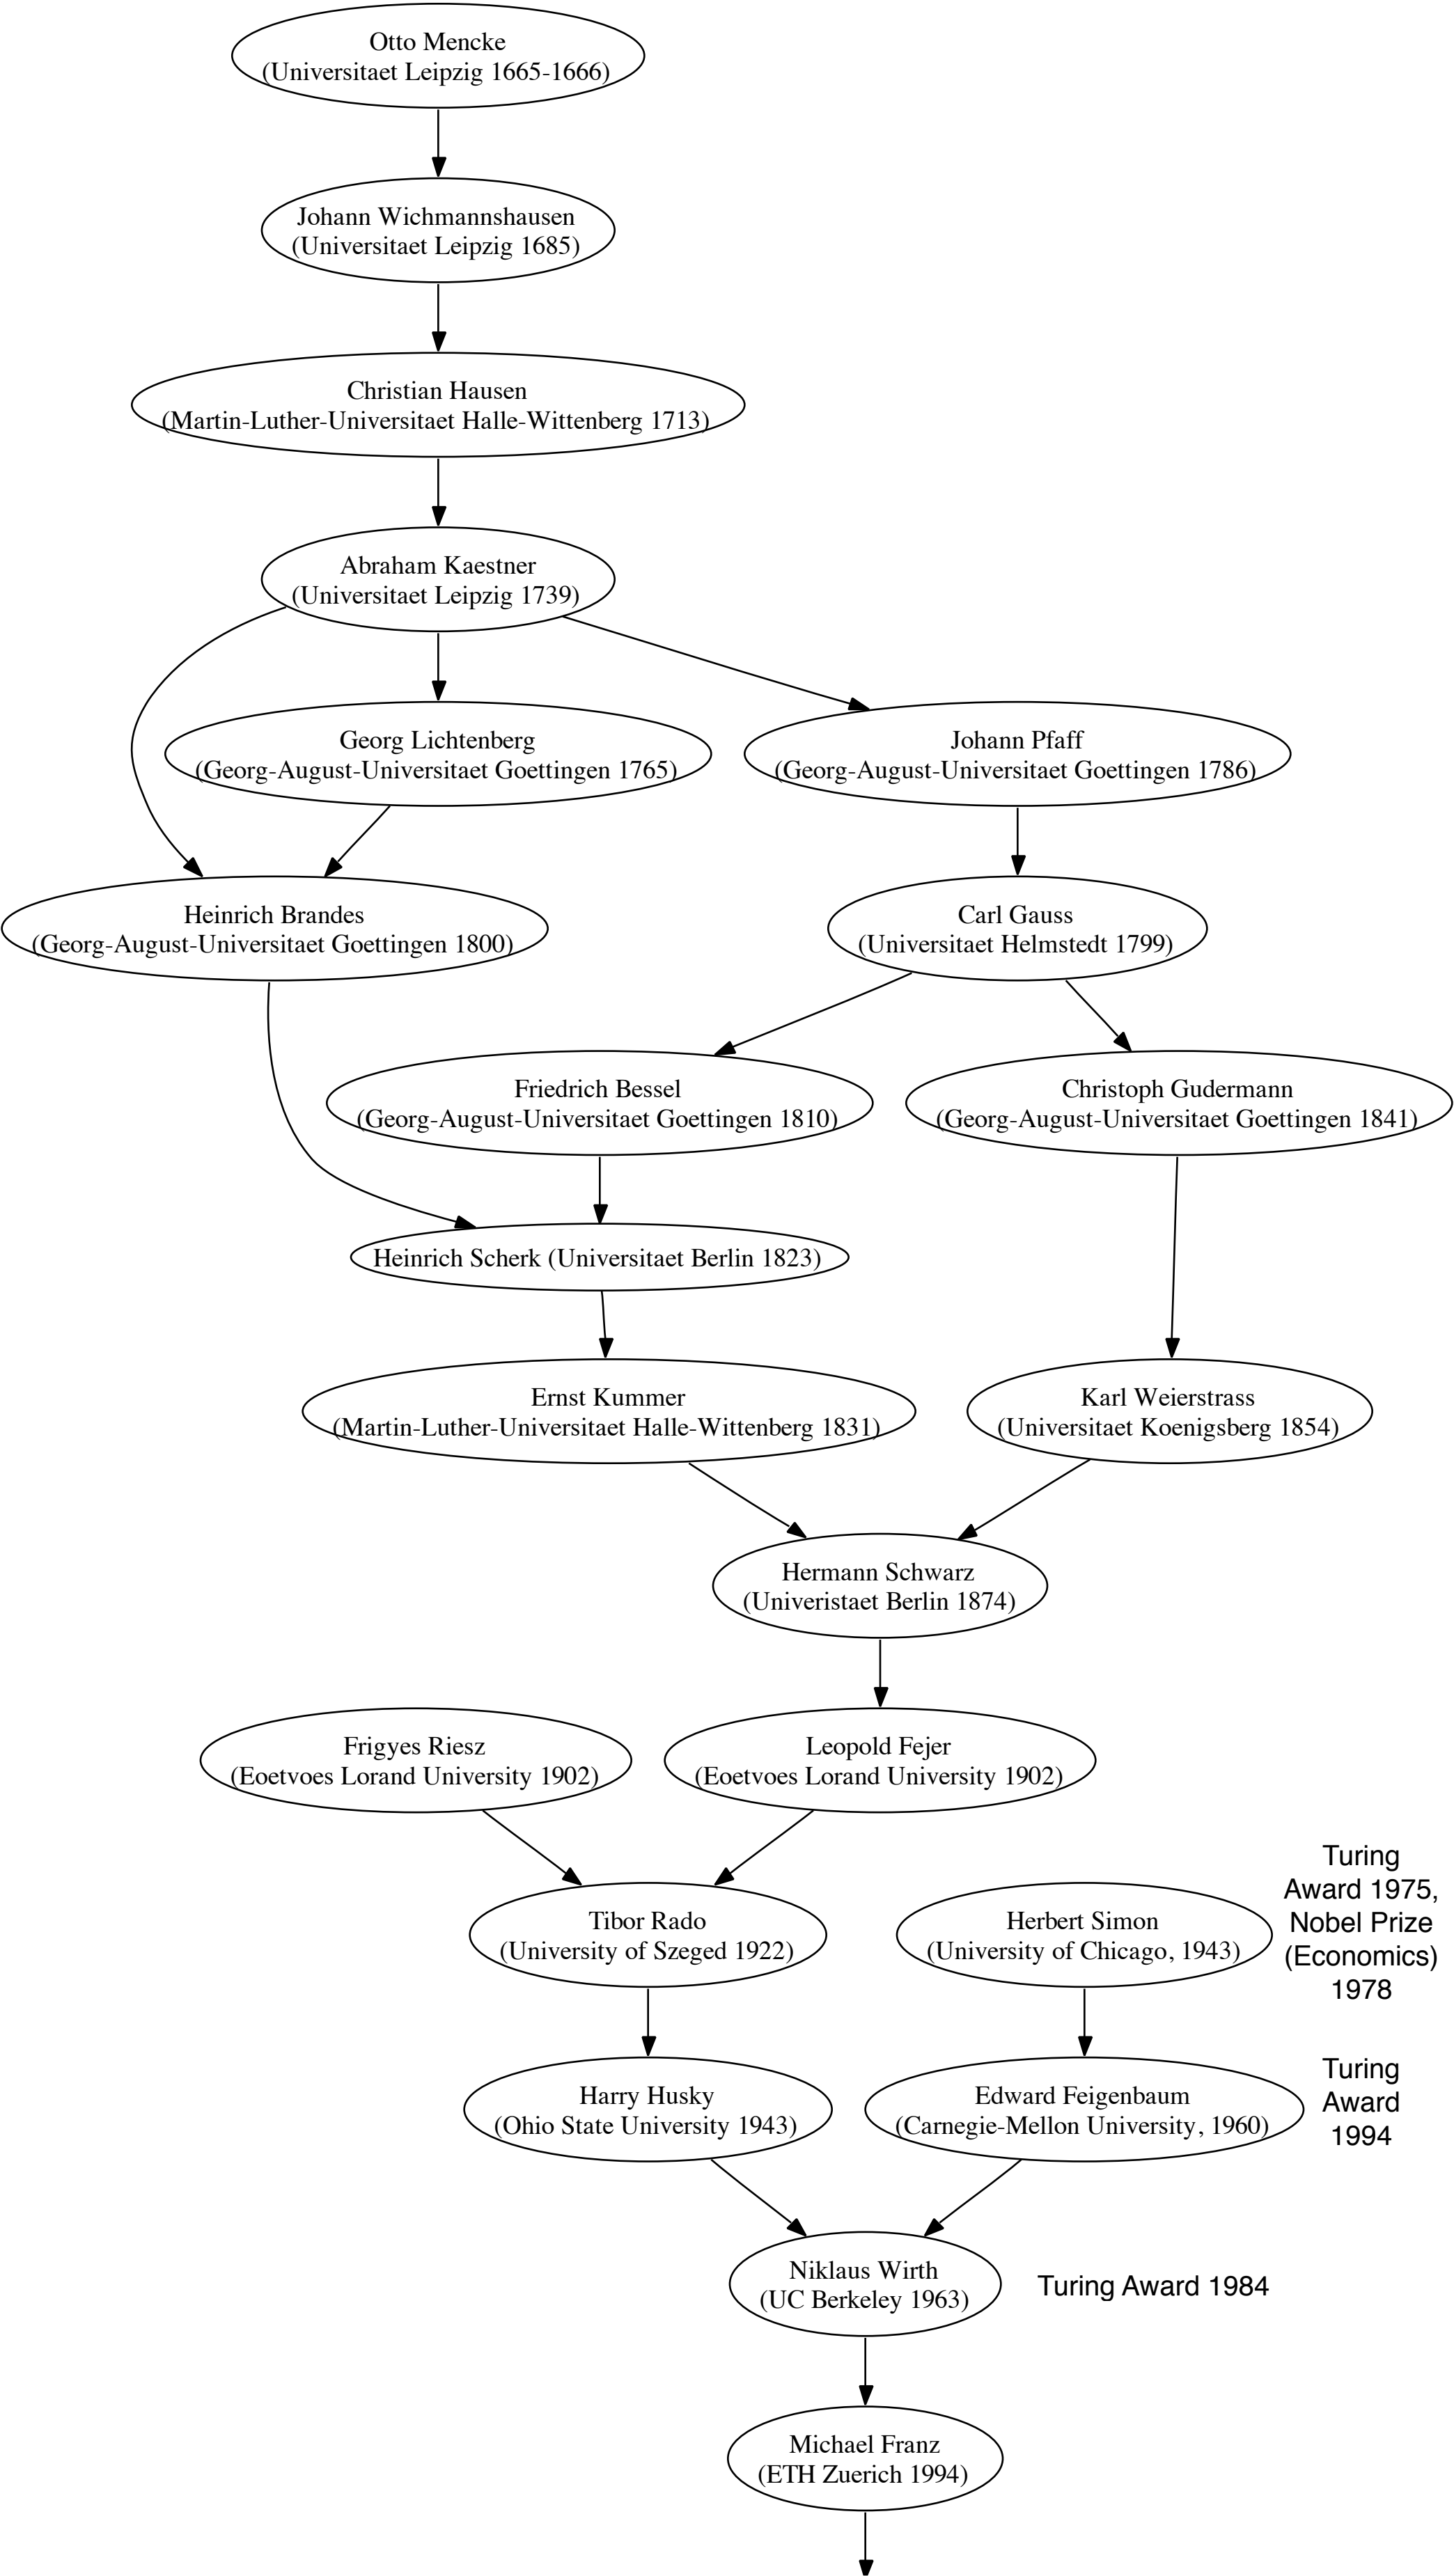 Otto Mencke
(Universitaet Leipzig 1665-1666)
Johann Wichmannshausen
(Universitaet Leipzig 1685)
Christian Hausen
(Martin-Luther-Universitaet Halle-Wittenberg 1713)
Abraham Kaestner
(Universitaet Leipzig 1739)
Georg Lichtenberg
(Georg-August-Universitaet Goettingen 1765)
Johann Pfaff
(Georg-August-Universitaet Goettingen 1786)
Heinrich Brandes
(Georg-August-Universitaet Goettingen 1800)
Carl Gauss
(Universitaet Helmstedt 1799)
Friedrich Bessel
(Georg-August-Universitaet Goettingen 1810)
Christoph Gudermann
(Georg-August-Universitaet Goettingen 1841)
Heinrich Scherk (Universitaet Berlin 1823)
Ernst Kummer
(Martin-Luther-Universitaet Halle-Wittenberg 1831)
Karl Weierstrass
(Universitaet Koenigsberg 1854)
Hermann Schwarz
(Univeristaet Berlin 1874)
Frigyes Riesz
(Eoetvoes Lorand University 1902)
Leopold Fejer
(Eoetvoes Lorand University 1902)
Tibor Rado
(University of Szeged 1922)
Herbert Simon
(University of Chicago, 1943)
Turing
Award 1975,
Nobel Prize
(Economics)
1978
Harry Husky
(Ohio State University 1943)
Edward Feigenbaum
(Carnegie-Mellon University, 1960)
Turing
Award
1994
Niklaus Wirth
(UC Berkeley 1963)
Turing Award 1984
Michael Franz
(ETH Zuerich 1994)